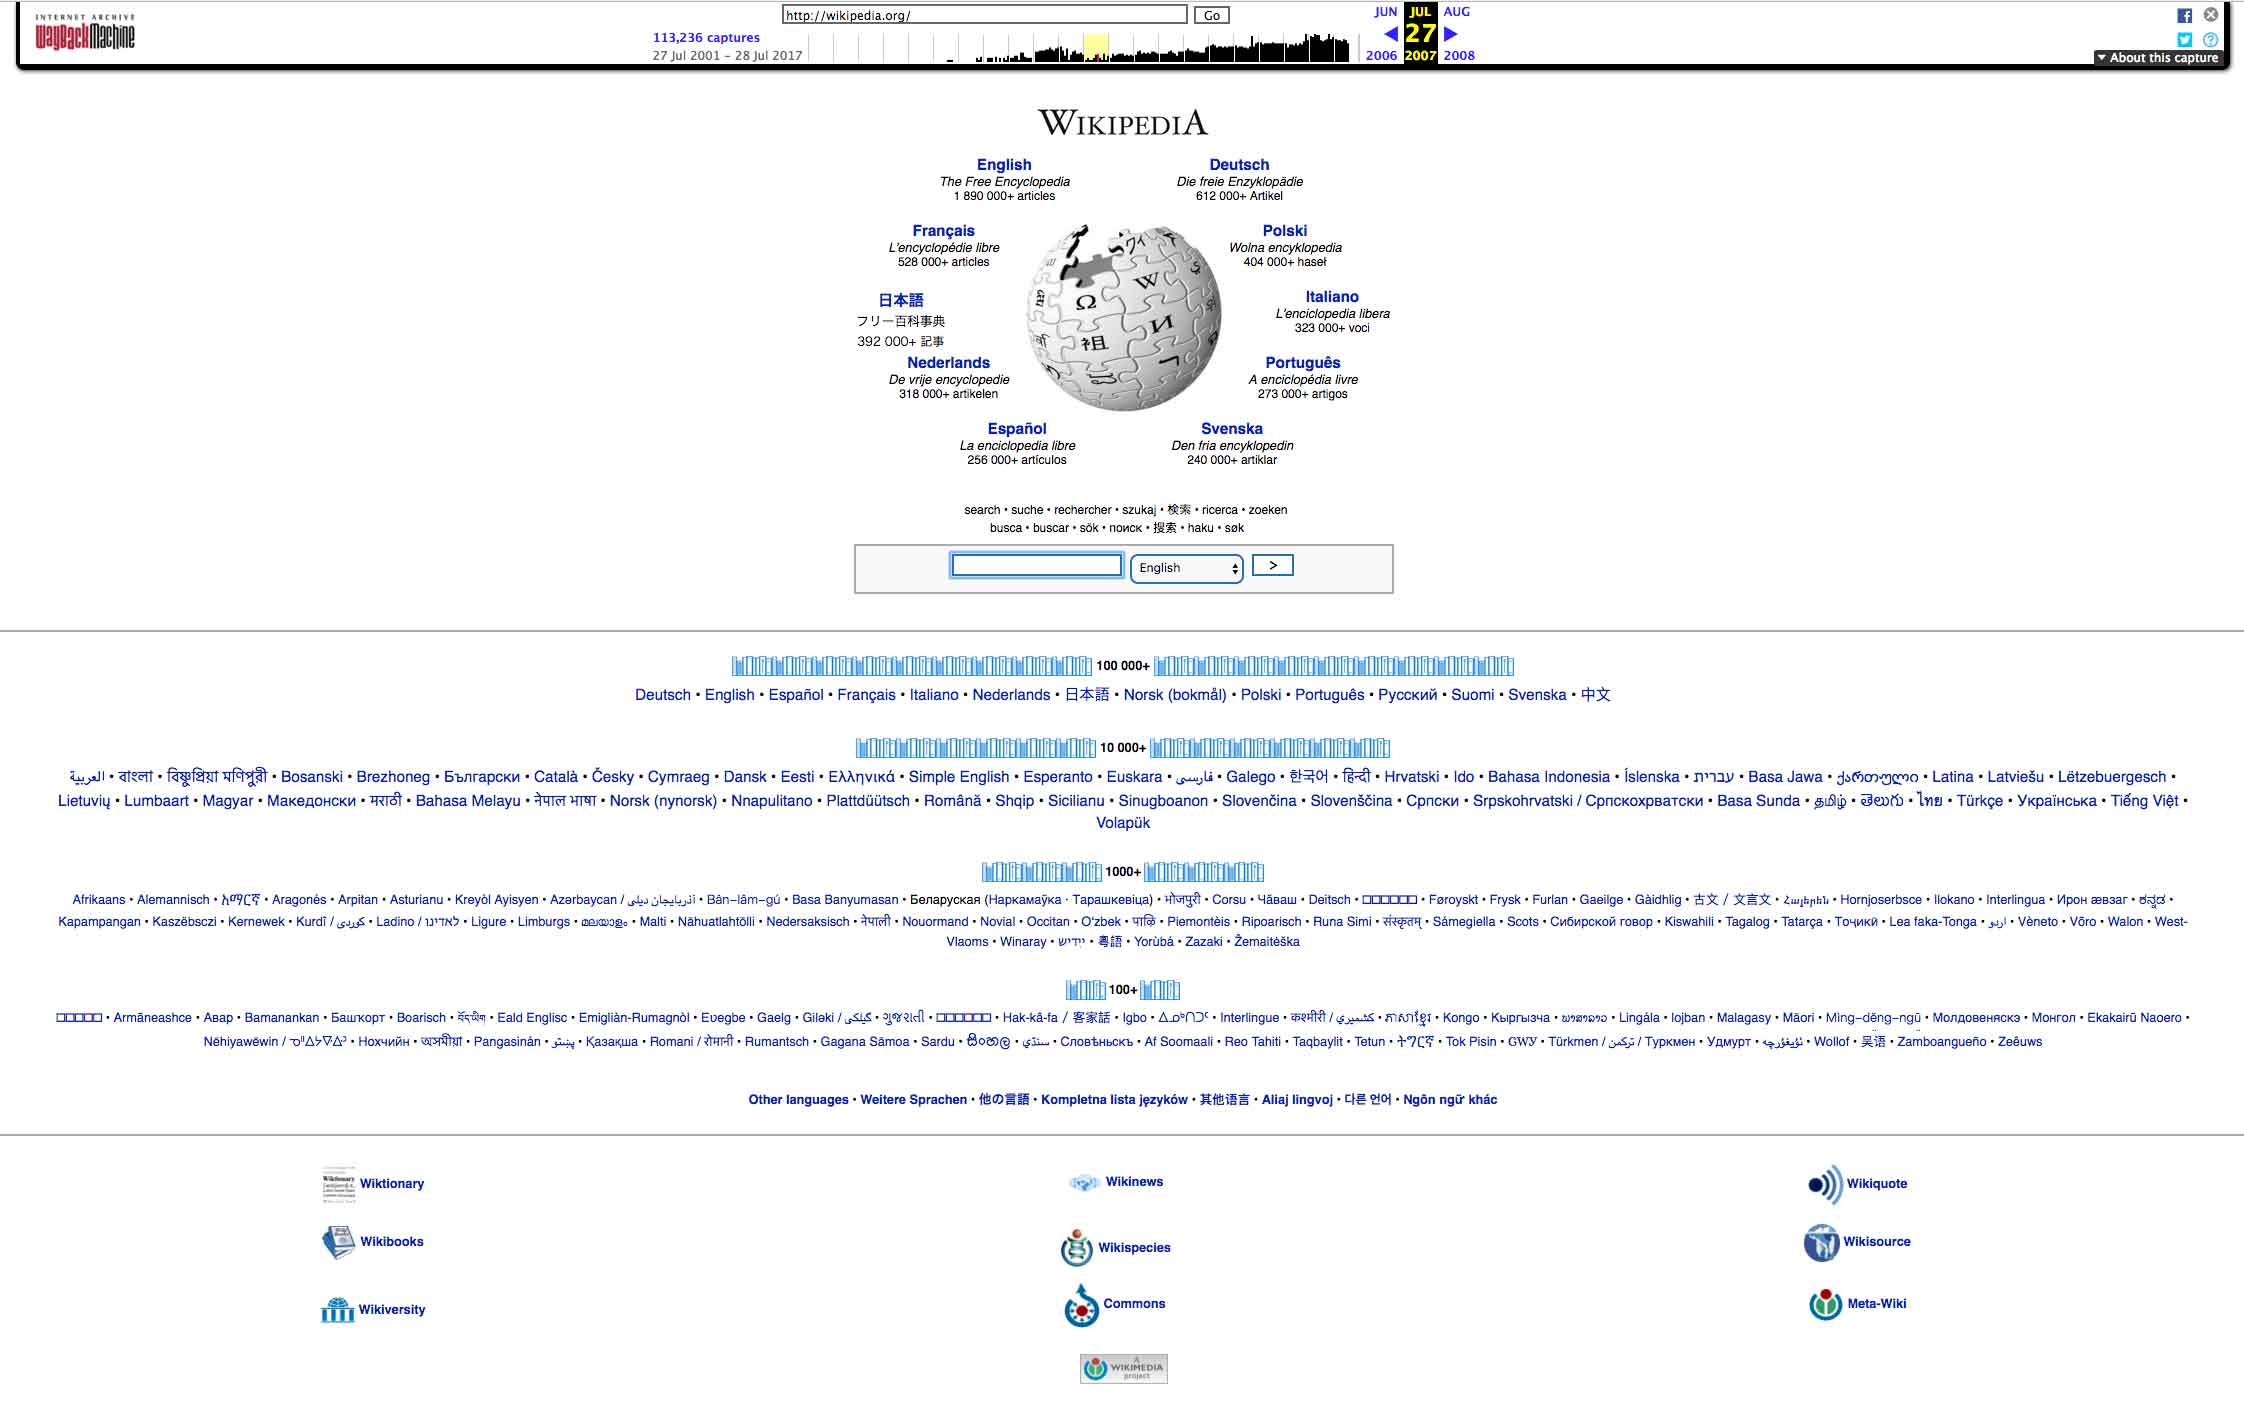 INTERNET ARCHIVE
WayBackMachine
http://wikipedia.org/ Go
113,236 captures
27 Jul 2001 – 28 Jul 2017
JUN JUL AUG
27
2006 2007 2008
About this capture
WIKIPEDIA
English
The Free Encyclopedia
1 890 000+ articles
Deutsch
Die freie Enzyklopädie
612 000+ Artikel
Français
L'encyclopédie libre
528 000+ articles
Polski
Wolna encyklopedia
404 000+ haseł
日本語
フリー百科事典
392 000+ 記事
Italiano
L'enciclopedia libera
323 000+ voci
Nederlands
De vrije encyclopedie
318 000+ artikelen
Português
A enciclopédia livre
273 000+ artigos
Español
La enciclopedia libre
256 000+ artículos
Svenska
Den fria encyklopedin
240 000+ artiklar
Ω W И 祖
search • suche • rechercher • szukaj • 検索 • ricerca • zoeken
busca • buscar • sök • поиск • 搜索 • haku • søk
English >
100 000+
Deutsch • English • Español • Français • Italiano • Nederlands • 日本語 • Norsk (bokmål) • Polski • Português • Русский • Suomi • Svenska • 中文
10 000+
العربية • বাংলা • বিষ্ণুপ্রিয়া মণিপুরী • Bosanski • Brezhoneg • Български • Català • Česky • Cymraeg • Dansk • Eesti • Ελληνικά • Simple English • Esperanto • Euskara • فارسی • Galego • 한국어 • हिन्दी • Hrvatski • Ido • Bahasa Indonesia • Íslenska • עברית • Basa Jawa • ქართული • Latina • Latviešu • Lëtzebuergesch •
Lietuvių • Lumbaart • Magyar • Македонски • मराठी • Bahasa Melayu • नेपाल भाषा • Norsk (nynorsk) • Nnapulitano • Plattdüütsch • Română • Shqip • Sicilianu • Sinugboanon • Slovenčina • Slovenščina • Српски • Srpskohrvatski / Српскохрватски • Basa Sunda • தமிழ் • తెలుగు • ไทย • Türkçe • Українська • Tiếng Việt •
Volapük
1000+
Afrikaans • Alemannisch • አማርኛ • Aragonés • Arpitan • Asturianu • Kreyòl Ayisyen • Azərbaycan / آذربايجان ديلی • Bân-lâm-gú • Basa Banyumasan • Беларуская (Наркамаўка • Тарашкевіца) • भोजपुरी • Corsu • Чăваш • Deitsch • □□□□□□ • Føroyskt • Frysk • Furlan • Gaeilge • Gàidhlig • 古文 / 文言文 • Հայերեն • Hornjoserbsce • Ilokano • Interlingua • Ирон æвзаг • ಕನ್ನಡ •
Kapampangan • Kaszëbsczi • Kernewek • Kurdî / كوردی • Ladino / לאדינו • Ligure • Limburgs • മലയാളം • Malti • Nāhuatlahtōlli • Nedersaksisch • नेपाली • Nouormand • Novial • Occitan • O'zbek • पाऴि • Piemontèis • Ripoarisch • Runa Simi • संस्कृतम् • Sámegiella • Scots • Сибирской говор • Kiswahili • Tagalog • Tatarça • Тоҷикӣ • Lea faka-Tonga • اردو • Vèneto • Võro • Walon • West-
Vlaoms • Winaray • ייִדיש • 粵語 • Yorùbá • Zazaki • Žemaitėška
100+
□□□□□ • Armãneashce • Авар • Bamanankan • Башҡорт • Boarisch • བོད་ཡིག • Eald Englisc • Emigliàn-Rumagnòl • Eʋegbe • Gaelg • Giləki / گیلکی • ગુજરાતી • □□□□□□ • Hak-kâ-fa / 客家話 • Igbo • ᐃᓄᒃᑎᑐᑦ • Interlingue • कश्मीरी / كشميري • ភាសាខ្មែរ • Kongo • Кыргызча • ພາສາລາວ • Lingála • lojban • Malagasy • Māori • Mìng-dĕng-ngṳ̄ • Молдовеняскэ • Монгол • Ekakairũ Naoero •
Nēhiyawēwin / ᓀᐦᐃᔭᐍᐏᐣ • Нохчийн • অসমীয়া • Pangasinán • پښتو • Қазақша • Romani / रोमानी • Rumantsch • Gagana Sāmoa • Sardu • සිංහල • سنڌي • Словѣньскъ • Af Soomaali • Reo Tahiti • Taqbaylit • Tetun • ትግርኛ • Tok Pisin • ᏣᎳᎩ • Türkmen / تركمن / Туркмен • Удмурт • ئۇيغۇرچە • Wollof • 吴语 • Zamboangueño • Zeêuws
Other languages • Weitere Sprachen • 他の言語 • Kompletna lista języków • 其他语言 • Aliaj lingvoj • 다른 언어 • Ngôn ngữ khác
Wiktionary
Wikinews
Wikiquote
Wikibooks
Wikispecies
Wikisource
Wikiversity
Commons
Meta-Wiki
A
WIKIMEDIA
project